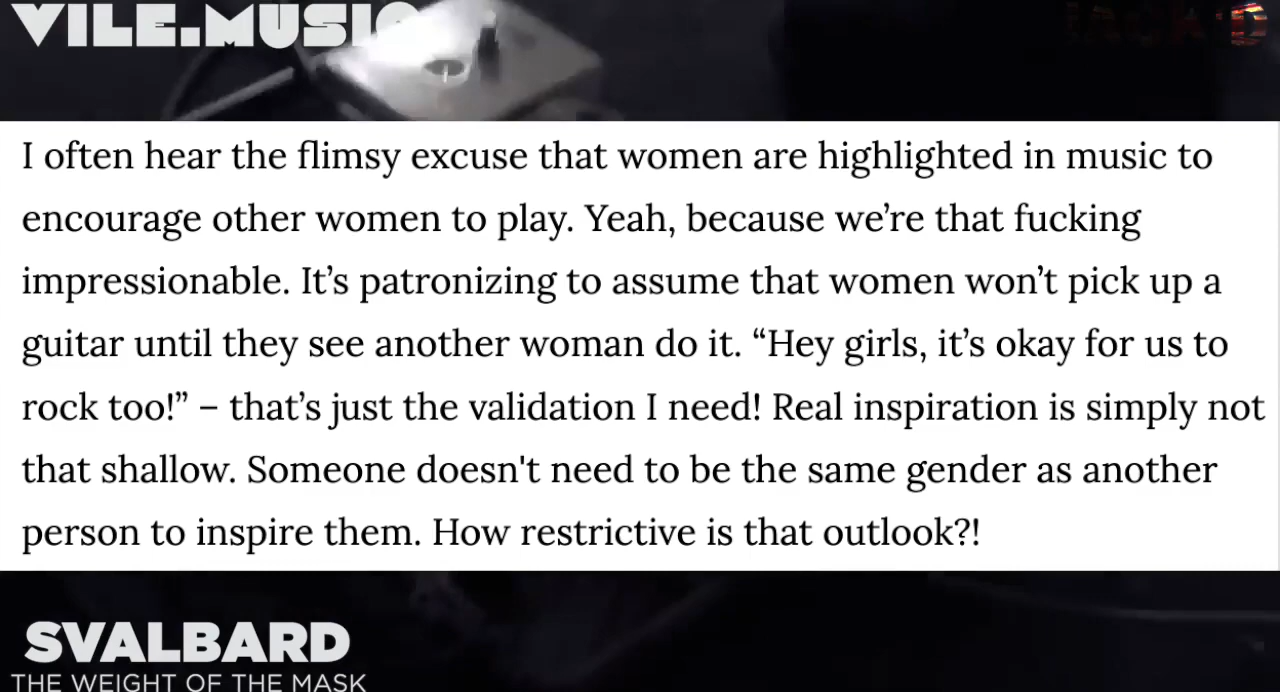 VILE.MUSIC
I often hear the flimsy excuse that women are highlighted in music to
encourage other women to play. Yeah, because we’re that fucking
impressionable. It’s patronizing to assume that women won’t pick up a
guitar until they see another woman do it. “Hey girls, it’s okay for us to
rock too!” – that’s just the validation I need! Real inspiration is simply not
that shallow. Someone doesn't need to be the same gender as another
person to inspire them. How restrictive is that outlook?!
SVALBARD
THE WEIGHT OF THE MASK